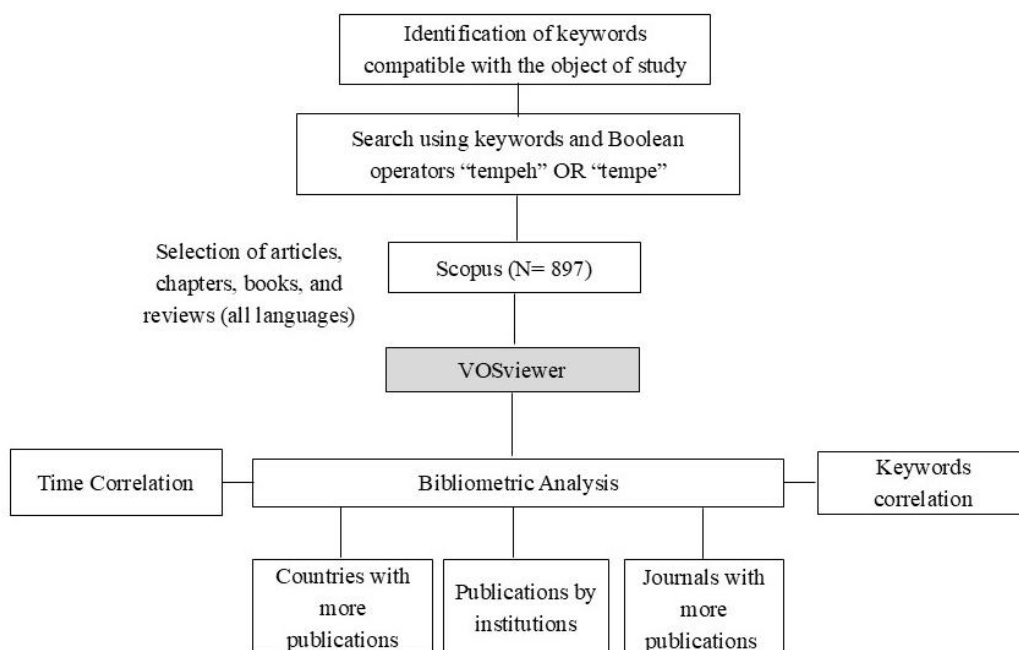 Identification of keywords
compatible with the object of study
Search using keywords and Boolean
operators “tempeh” OR “tempe”
Selection of articles,
chapters, books, and
reviews (all languages)
Scopus (N= 897)
VOSviewer
Time Correlation
Bibliometric Analysis
Keywords
correlation
Countries with
more
publications
Publications by
institutions
Journals with
more
publications